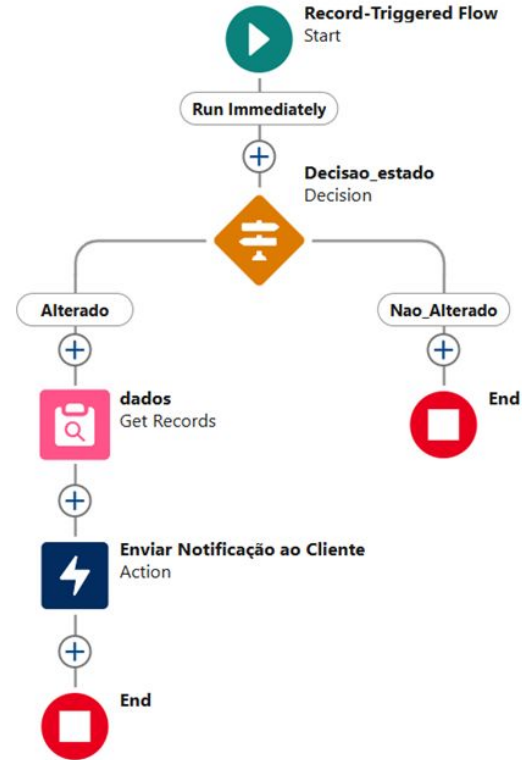 Record-Triggered Flow
Start
Run Immediately
Decisao_estado
Decision
Alterado
Nao_Alterado
dados
Get Records
End
Enviar Notificação ao Cliente
Action
End